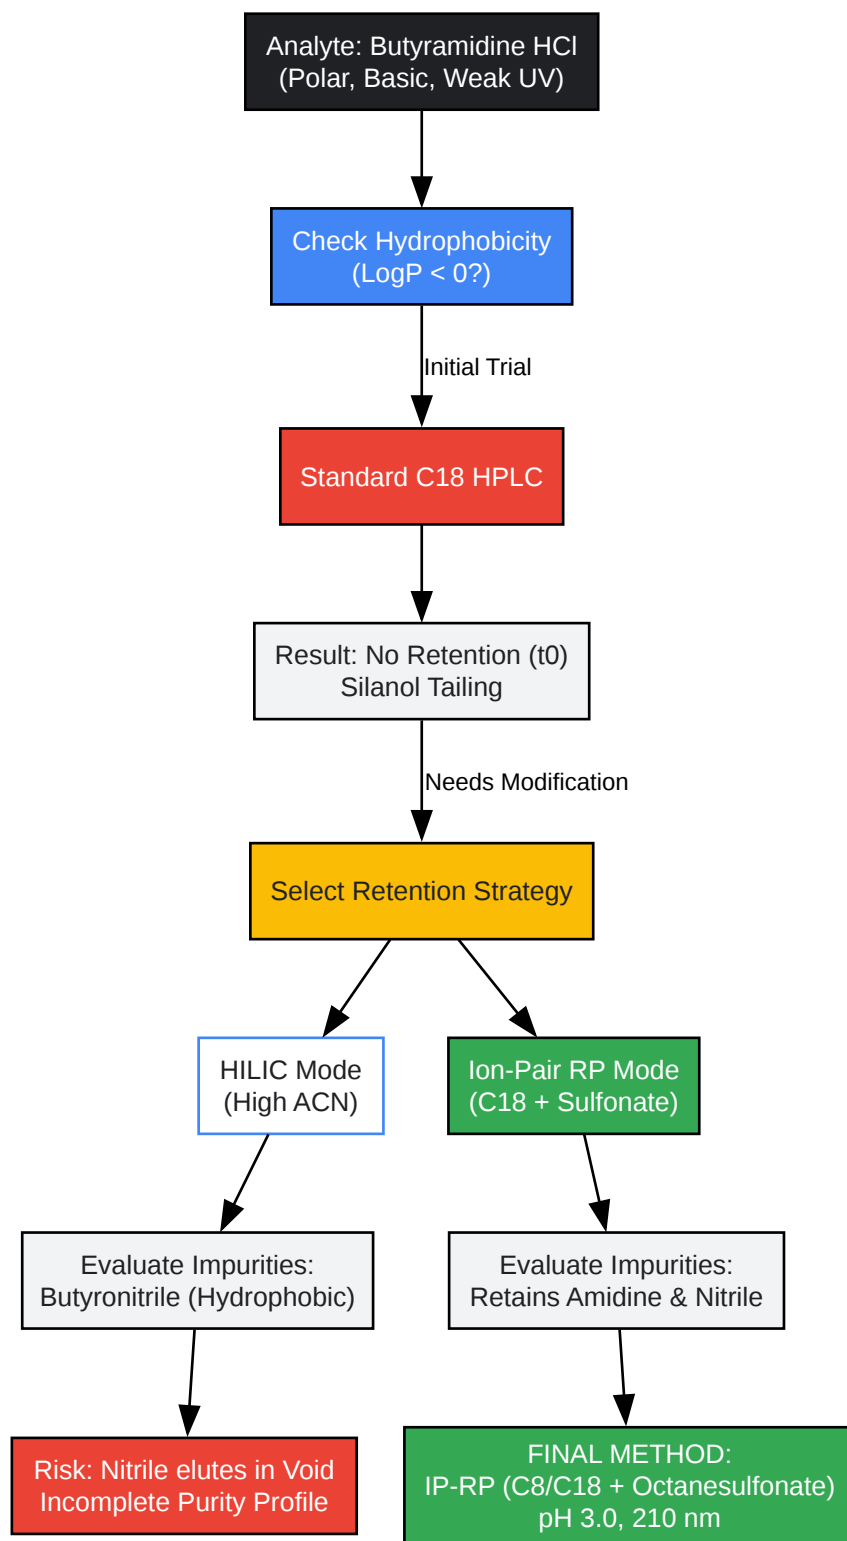 Analyte: Butyramidine HCl
(Polar, Basic, Weak UV)
Check Hydrophobicity
(LogP < 0?)
Initial Trial
Standard C18 HPLC
Result: No Retention (t0)
Silanol Tailing
Needs Modification
Select Retention Strategy
HILIC Mode
(High ACN)
Ion-Pair RP Mode
(C18 + Sulfonate)
Evaluate Impurities:
Butyronitrile (Hydrophobic)
Evaluate Impurities:
Retains Amidine & Nitrile
Risk: Nitrile elutes in Void
Incomplete Purity Profile
FINAL METHOD:
IP-RP (C8/C18 + Octanesulfonate)
pH 3.0, 210 nm